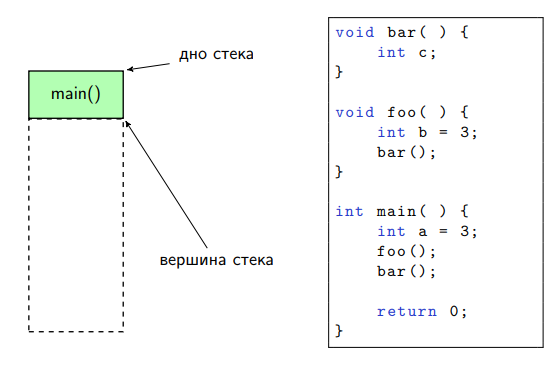 дно стека
main()
вершина стека
void bar( ) {
    int c;
}

void foo( ) {
    int b = 3;
    bar();
}

int main( ) {
    int a = 3;
    foo();
    bar();

    return 0;
}